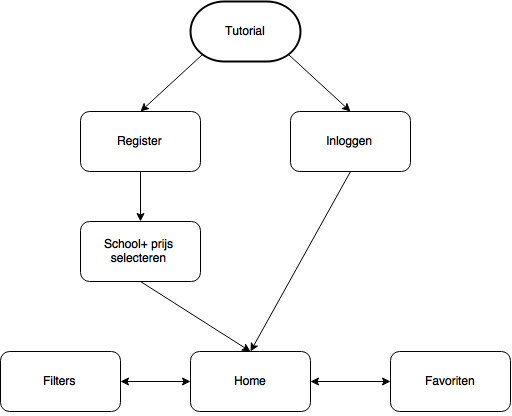 Tutorial
Register
Inloggen
School+ prijs
selecteren
Filters
Home
Favoriten